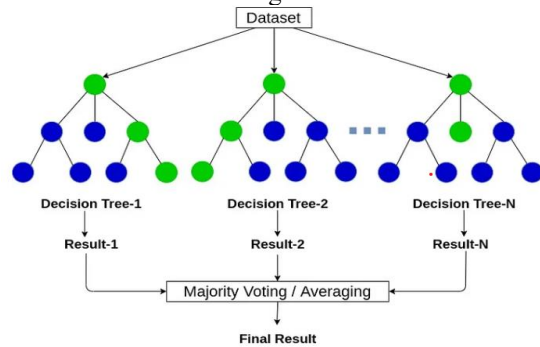 Dataset
Decision Tree-1 Decision Tree-2 Decision Tree-N
Result-1 Result-2 Result-N
Majority Voting / Averaging
Final Result